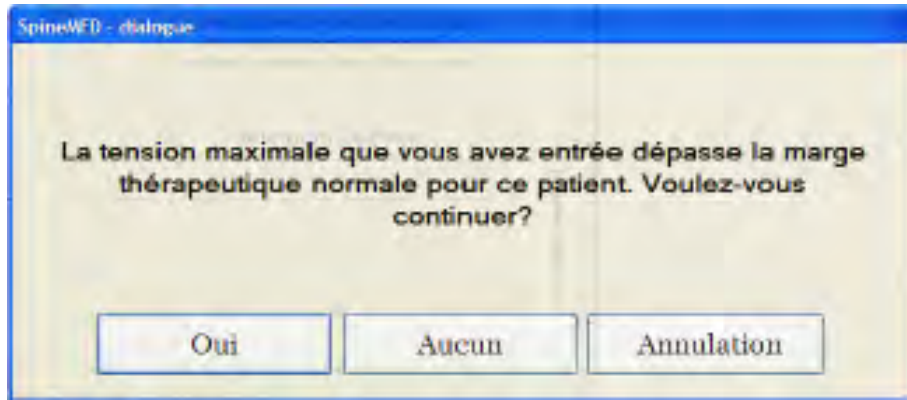 SpineMED - dialogue
La tension maximale que vous avez entrée dépasse la marge
thérapeutique normale pour ce patient. Voulez-vous
continuer?
Oui
Aucun
Annulation